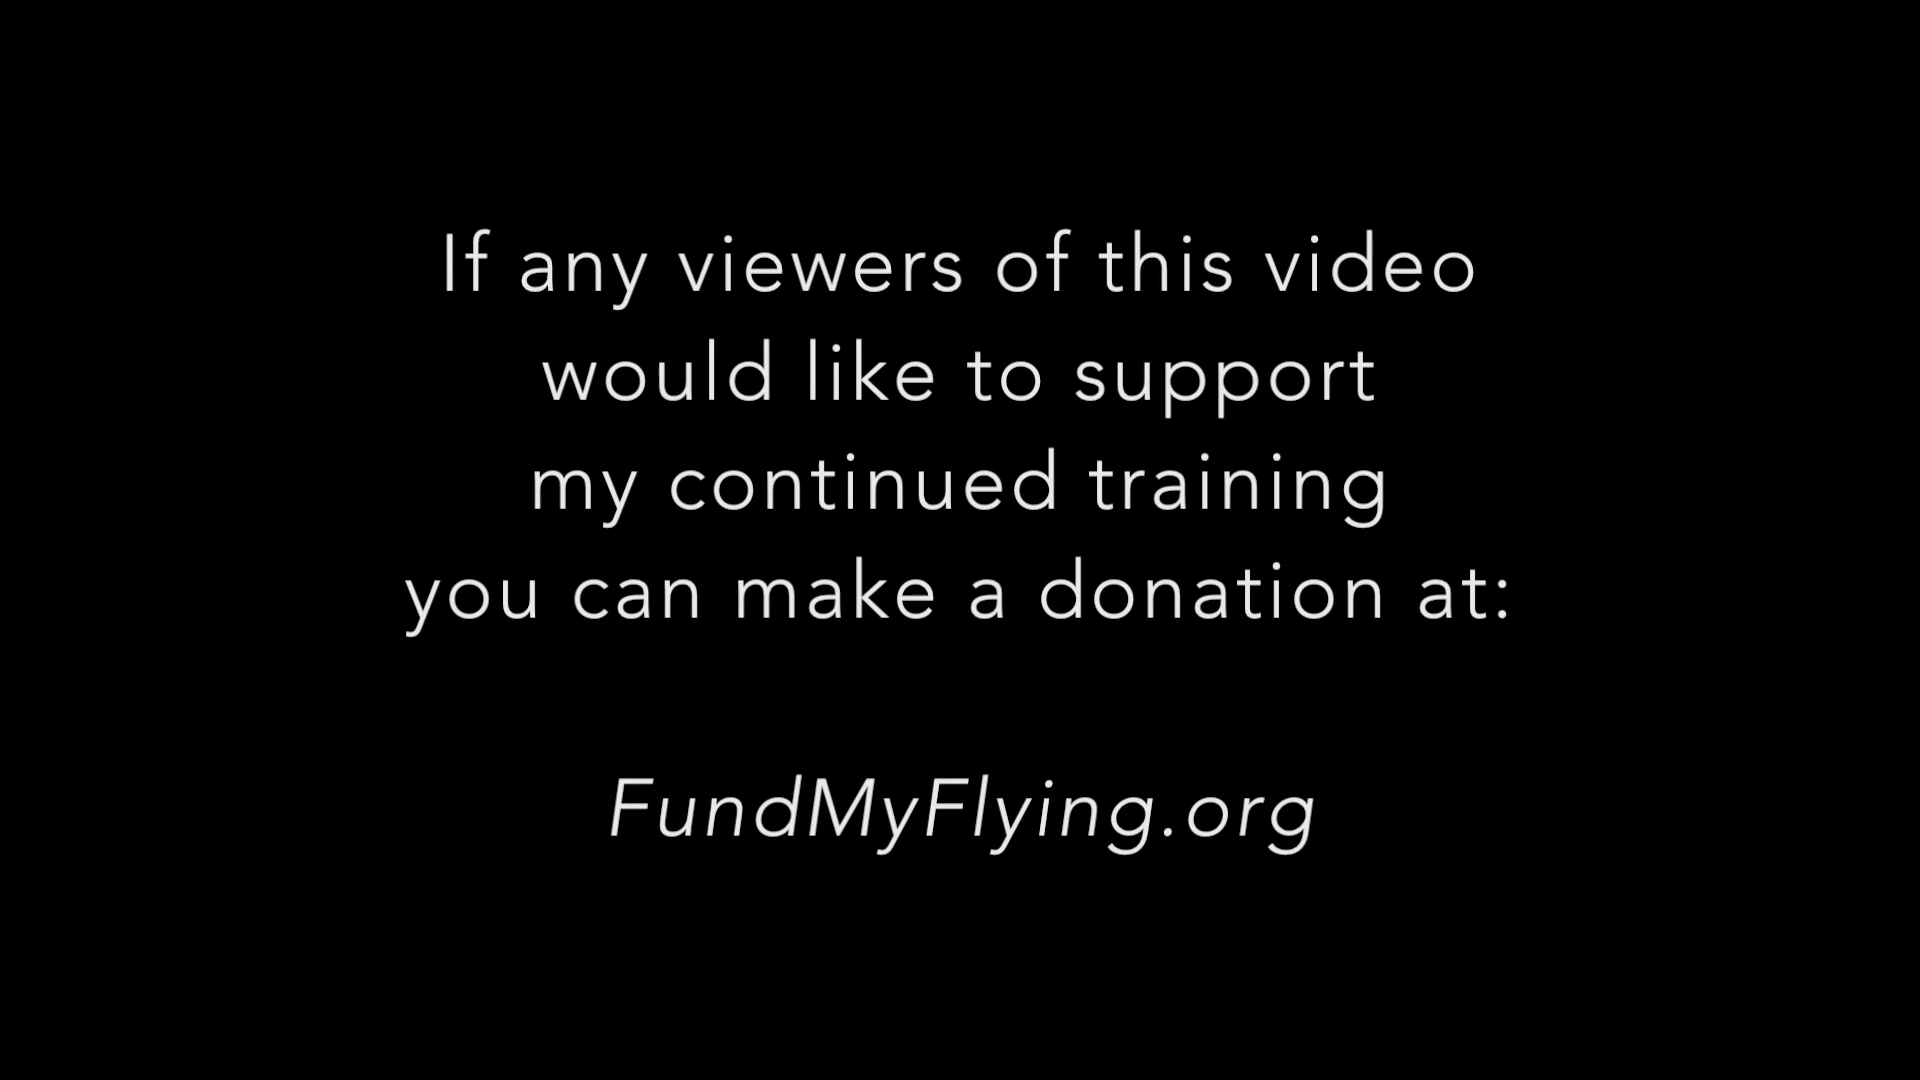 If any viewers of this video
would like to support
my continued training
you can make a donation at:
FundMyFlying.org